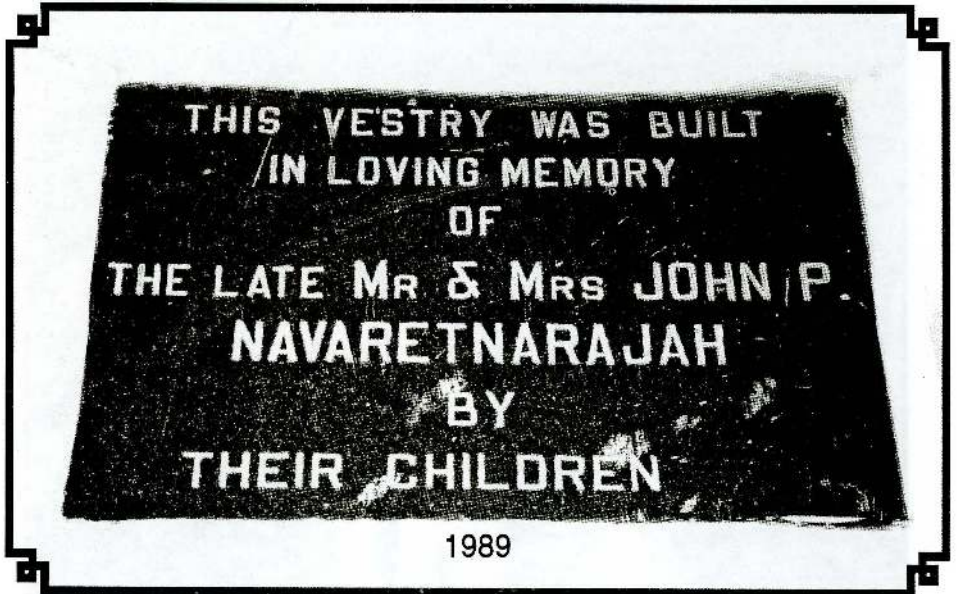 THIS VESTRY WAS BUILT
IN LOVING MEMORY
OF
THE LATE MR & MRS JOHN P.
NAVARETNARAJAH
BY
THEIR CHILDREN
1989